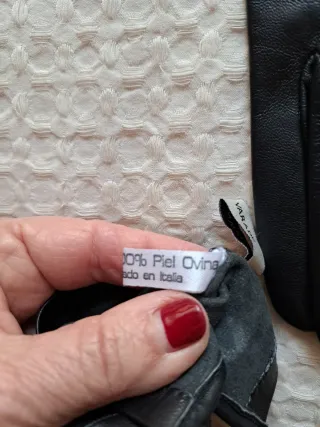 00% Piel Ovina
ado en Italia